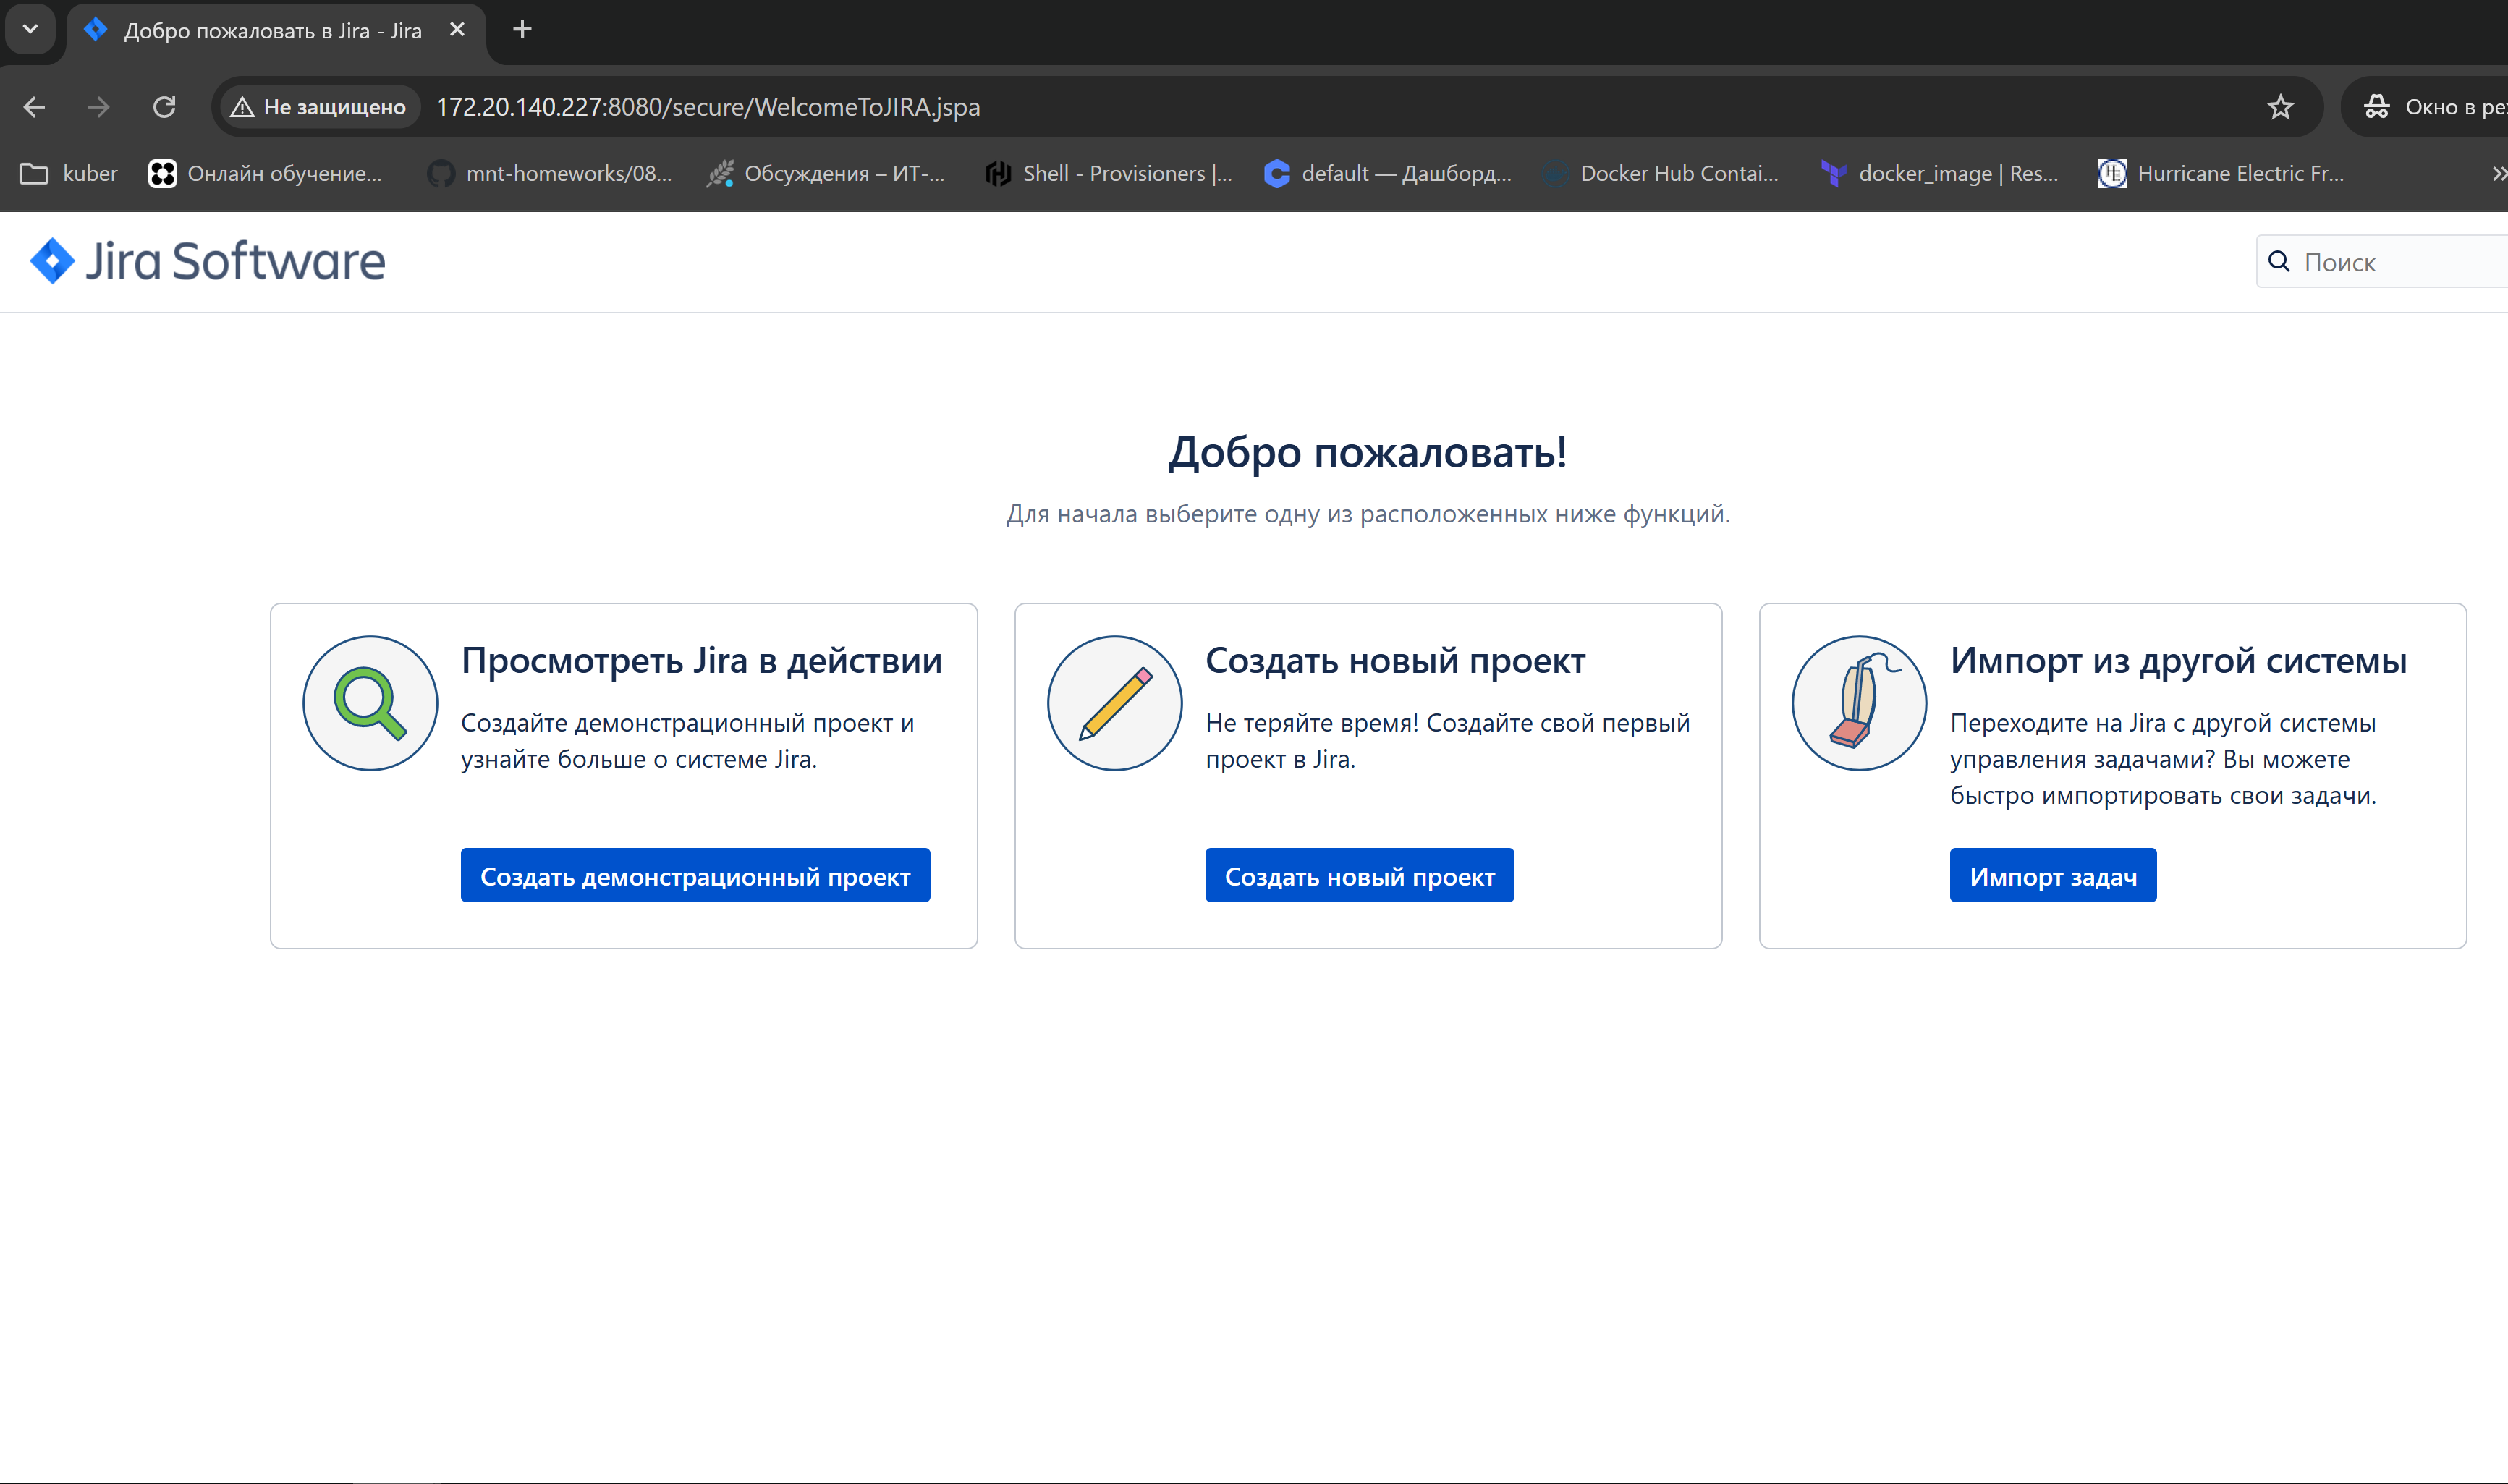 Добро пожаловать в Jira - Jira
Не защищено
172.20.140.227:8080/secure/WelcomeToJIRA.jspa
Окно в ре
kuber
Онлайн обучение...
mnt-homeworks/08...
Обсуждения – ИТ-...
Shell - Provisioners |...
default — Дашборд...
Docker Hub Contai...
docker_image | Res...
Hurricane Electric Fr...
Jira Software
Поиск
Добро пожаловать!
Для начала выберите одну из расположенных ниже функций.
Просмотреть Jira в действии
Создайте демонстрационный проект и
узнайте больше о системе Jira.
Создать демонстрационный проект
Создать новый проект
Не теряйте время! Создайте свой первый
проект в Jira.
Создать новый проект
Импорт из другой системы
Переходите на Jira с другой системы
управления задачами? Вы можете
быстро импортировать свои задачи.
Импорт задач